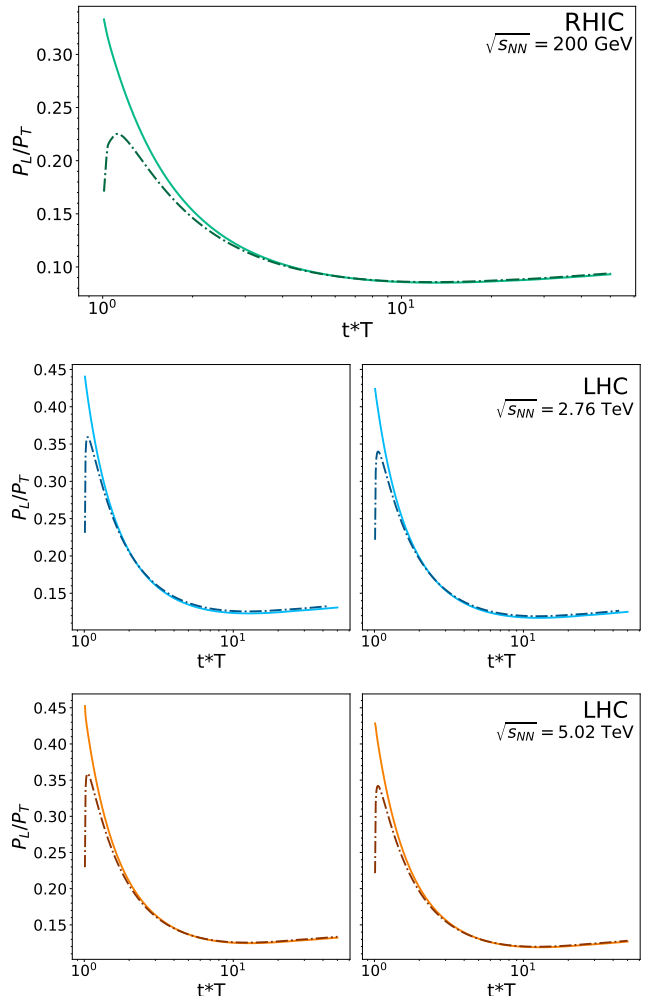 RHIC
√s_NN = 200 GeV
P_L/P_T
0.30
0.25
0.20
0.15
0.10
10^0
10^1
t*T
LHC
√s_NN = 2.76 TeV
P_L/P_T
0.45
0.40
0.35
0.30
0.25
0.20
0.15
10^0 10^1 10^0 10^1
t*T t*T
LHC
√s_NN = 5.02 TeV
P_L/P_T
0.45
0.40
0.35
0.30
0.25
0.20
0.15
10^0 10^1 10^0 10^1
t*T t*T